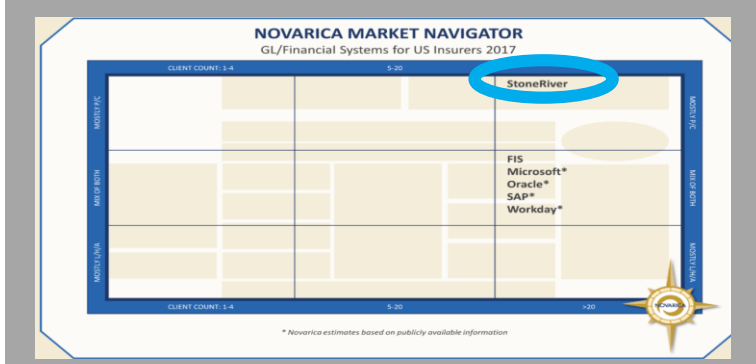 NOVARICA MARKET NAVIGATOR
GL/Financial Systems for US Insurers 2017
CLIENT COUNT: 1-4
5-20
StoneRiver
MOSTLY P/C
MOSTLY P/C
FIS
Microsoft*
Oracle*
SAP*
Workday*
MIX OF BOTH
MIX OF BOTH
MOSTLY L/H/A
MOSTLY L/H/A
CLIENT COUNT: 1-4
5-20
>20
NOVARICA
* Novarica estimates based on publicly available information